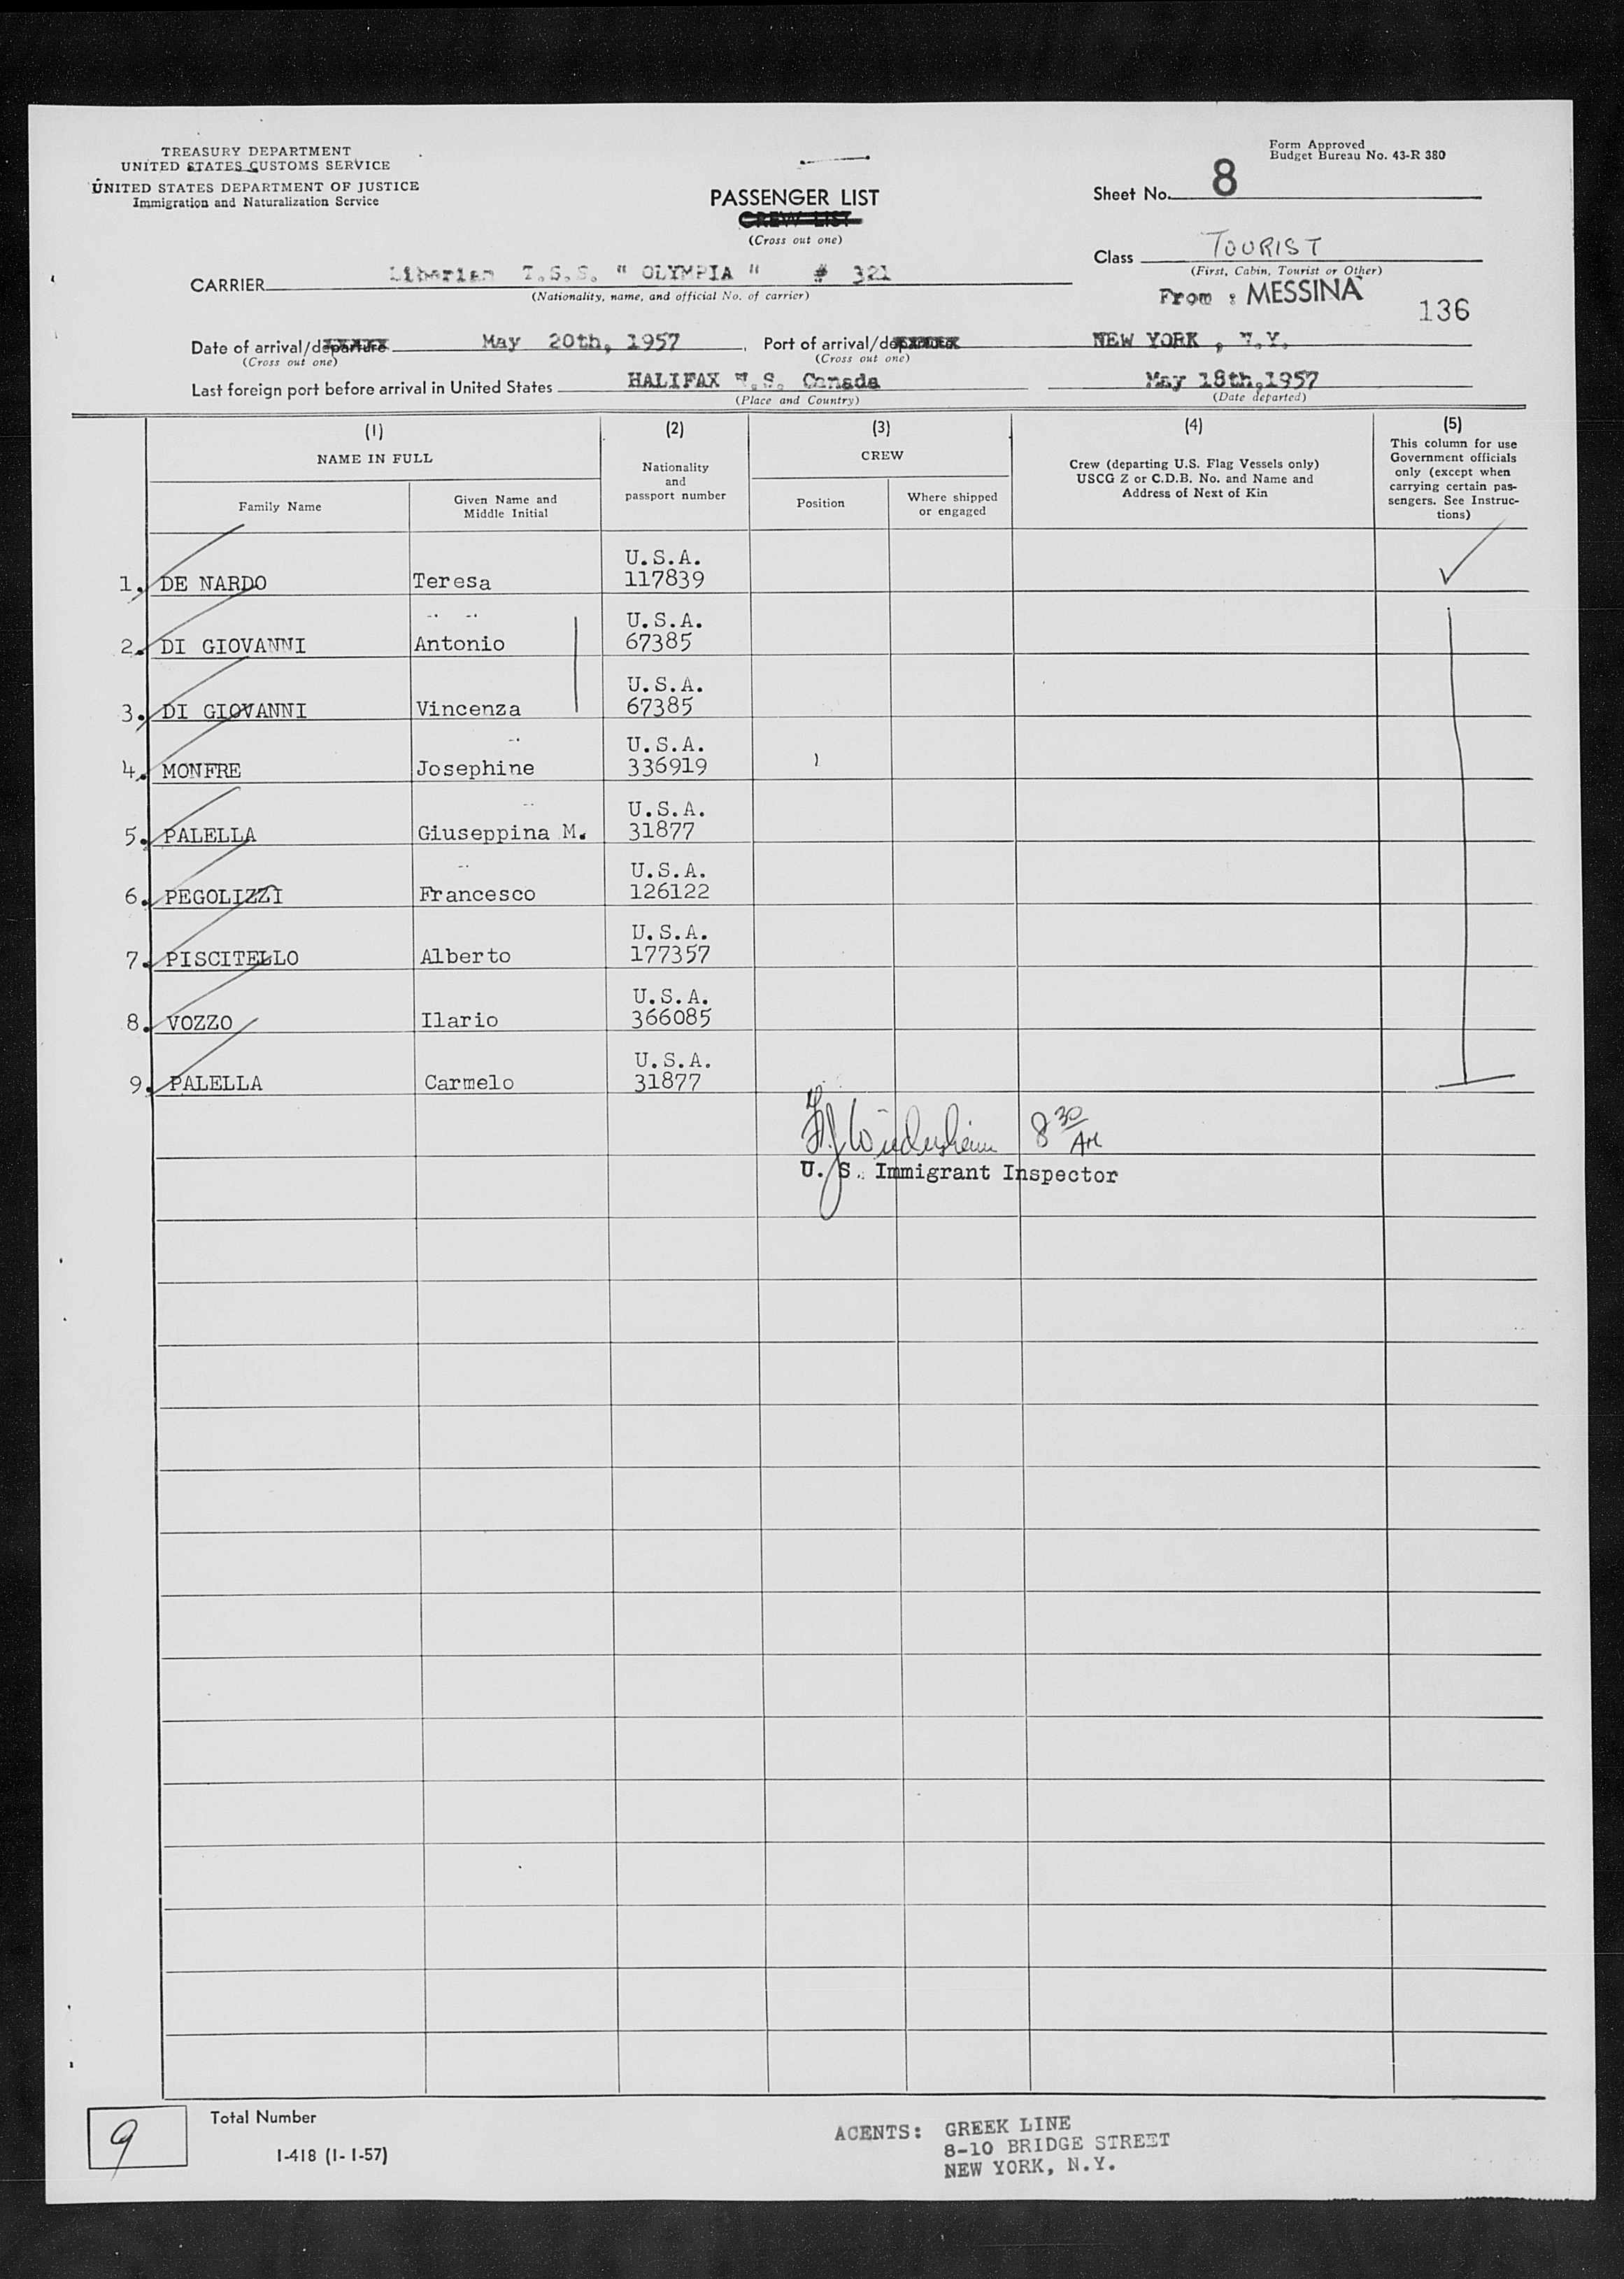 TREASURY DEPARTMENT
UNITED STATES CUSTOMS SERVICE
UNITED STATES DEPARTMENT OF JUSTICE
Immigration and Naturalization Service
Form Approved
Budget Bureau No. 43-R 380
PASSENGER LIST
CREW LIST
(Cross out one)
Sheet No. 8
Class TOURIST
(First, Cabin, Tourist or Other)
From : MESSINA
136
CARRIER Liberian T.S.S. " OLYMPIA " # 321
(Nationality, name, and official No. of carrier)
Date of arrival/departure May 20th, 1957. Port of arrival/departure NEW YORK , N.Y.
(Cross out one) (Cross out one)
Last foreign port before arrival in United States HALIFAX N.S. Canada May 18th,1957
(Place and Country) (Date departed)
(1) (2) (3) (4) (5)
NAME IN FULL
Family Name
Given Name and
Middle Initial
Nationality
and
passport number
CREW
Position
Where shipped
or engaged
Crew (departing U.S. Flag Vessels only)
USCG Z or C.D.B. No. and Name and
Address of Next of Kin
This column for use
Government officials
only (except when
carrying certain pas-
sengers. See Instruc-
tions)
U.S.A.
1. DE NARDO Teresa 117839
U.S.A.
2. DI GIOVANNI Antonio 67385
U.S.A.
3. DI GIOVANNI Vincenza 67385
U.S.A.
4. MONFRE Josephine 336919
U.S.A.
5. PALELLA Giuseppina M. 31877
U.S.A.
6. PEGOLIZZI Francesco 126122
U.S.A.
7. PISCITELLO Alberto 177357
U.S.A.
8. VOZZO Ilario 366085
U.S.A.
9. PALELLA Carmelo 31877
8 30 AM
U. S. Immigrant Inspector
9
Total Number
I-418 (1-1-57)
AGENTS: GREEK LINE
8-10 BRIDGE STREET
NEW YORK, N.Y.